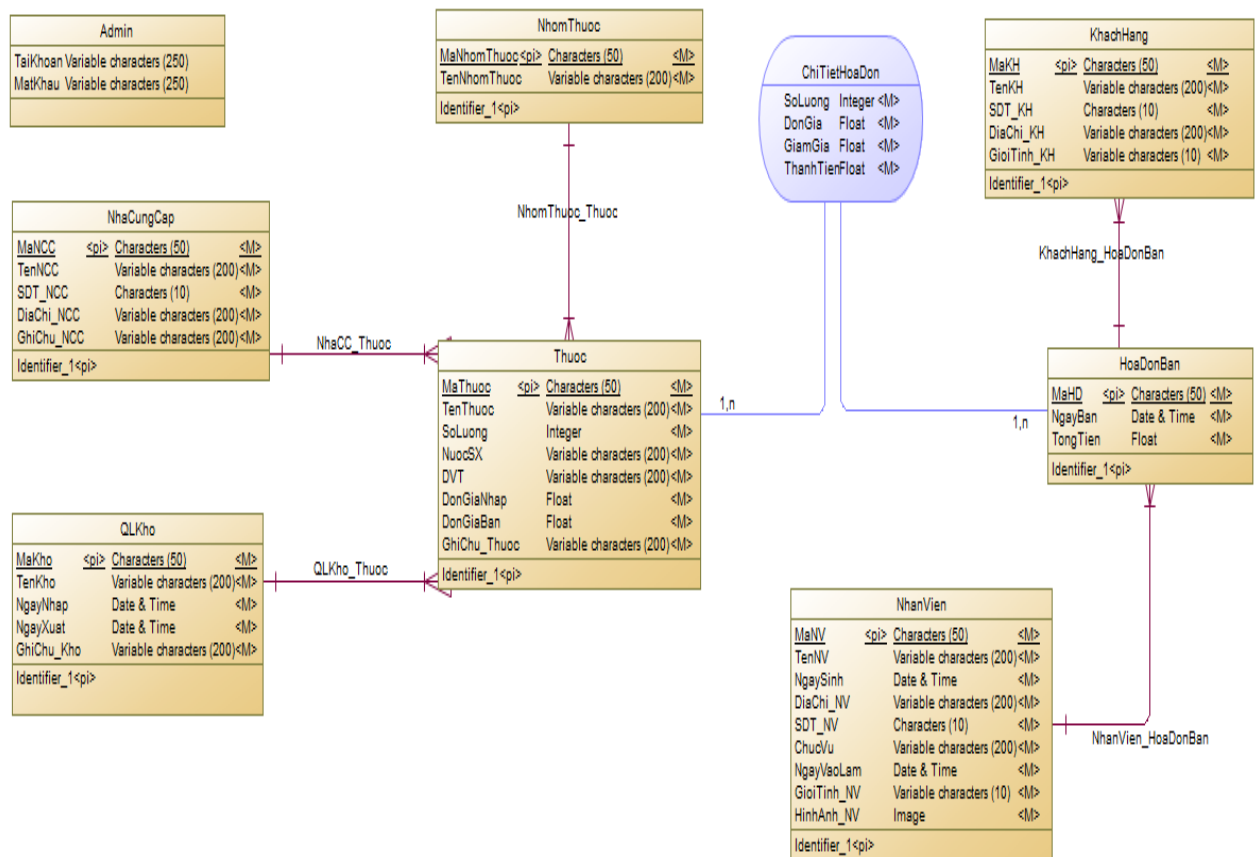 Admin
TaiKhoan Variable characters (250)
MatKhau Variable characters (250)
NhomThuoc
MaNhomThuoc <pi> Characters (50) <M>
TenNhomThuoc Variable characters (200) <M>
Identifier_1 <pi>
ChiTietHoaDon
SoLuong Integer <M>
DonGia Float <M>
GiamGia Float <M>
ThanhTien Float <M>
KhachHang
MaKH <pi> Characters (50) <M>
TenKH Variable characters (200) <M>
SDT_KH Characters (10) <M>
DiaChi_KH Variable characters (200) <M>
GioiTinh_KH Variable characters (10) <M>
Identifier_1 <pi>
NhomThuoc_Thuoc
KhachHang_HoaDonBan
NhaCungCap
MaNCC <pi> Characters (50) <M>
TenNCC Variable characters (200) <M>
SDT_NCC Characters (10) <M>
DiaChi_NCC Variable characters (200) <M>
GhiChu_NCC Variable characters (200) <M>
Identifier_1 <pi>
NhaCC_Thuoc
Thuoc
MaThuoc <pi> Characters (50) <M>
TenThuoc Variable characters (200) <M>
SoLuong Integer <M>
NuocSX Variable characters (200) <M>
DVT Variable characters (200) <M>
DonGiaNhap Float <M>
DonGiaBan Float <M>
GhiChu_Thuoc Variable characters (200) <M>
Identifier_1 <pi>
1,n
1,n
HoaDonBan
MaHD <pi> Characters (50) <M>
NgayBan Date & Time <M>
TongTien Float <M>
Identifier_1 <pi>
QLKho
MaKho <pi> Characters (50) <M>
TenKho Variable characters (200) <M>
NgayNhap Date & Time <M>
NgayXuat Date & Time <M>
GhiChu_Kho Variable characters (200) <M>
Identifier_1 <pi>
QLKho_Thuoc
NhanVien
MaNV <pi> Characters (50) <M>
TenNV Variable characters (200) <M>
NgaySinh Date & Time <M>
DiaChi_NV Variable characters (200) <M>
SDT_NV Characters (10) <M>
ChucVu Variable characters (200) <M>
NgayVaoLam Date & Time <M>
GioiTinh_NV Variable characters (10) <M>
HinhAnh_NV Image <M>
Identifier_1 <pi>
NhanVien_HoaDonBan